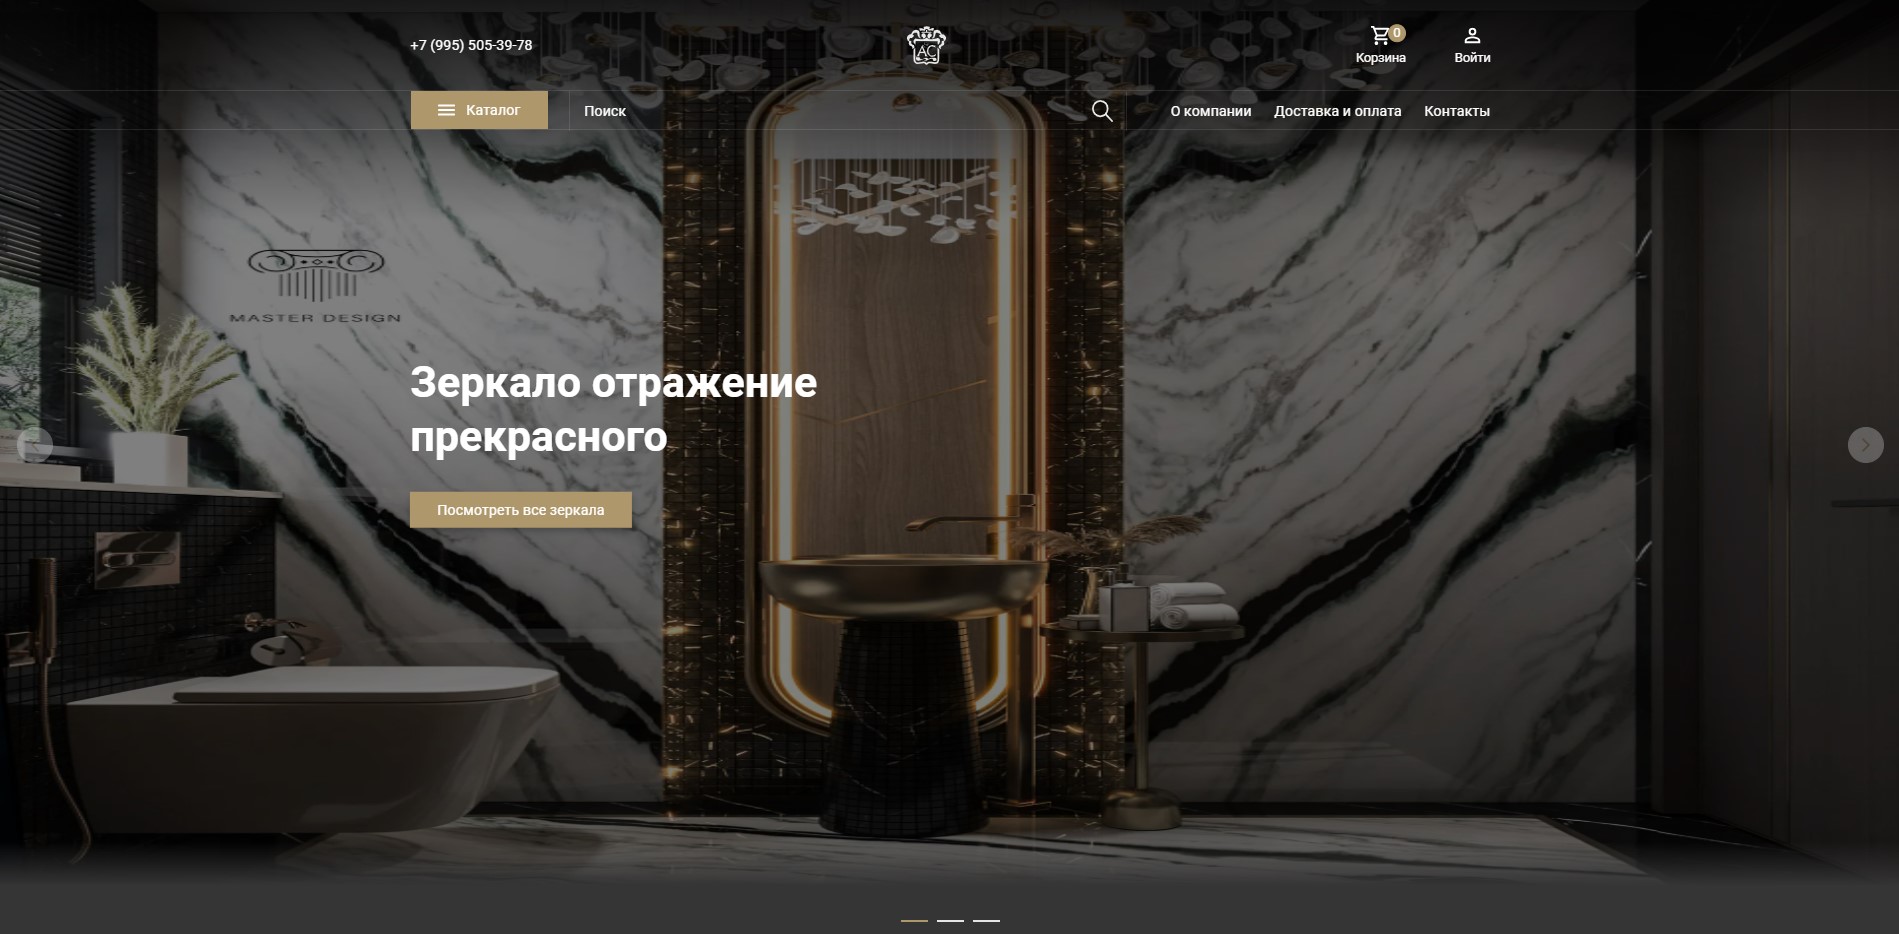 +7 (995) 505-39-78
АС
0
Корзина
Войти
Каталог
Поиск
О компании
Доставка и оплата
Контакты
MASTER DESIGN
Зеркало отражение
прекрасного
Посмотреть все зеркала